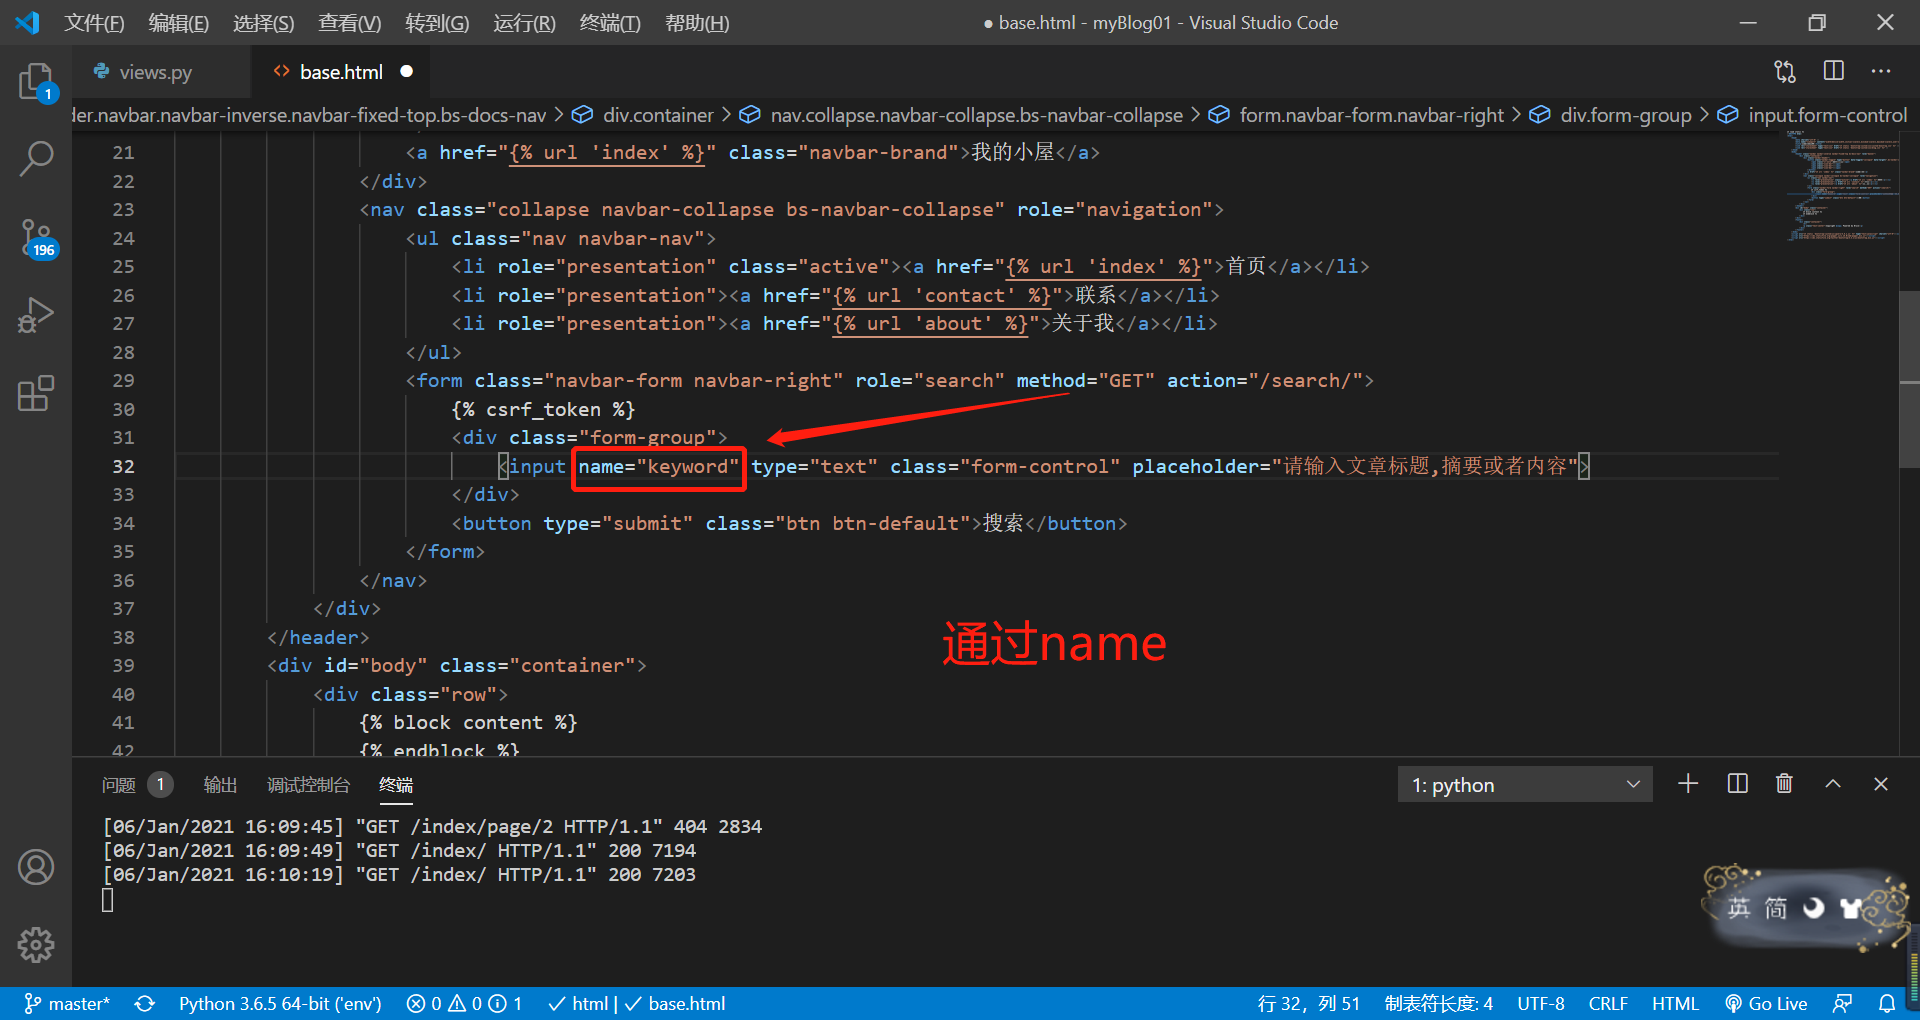 文件(F) 编辑(E) 选择(S) 查看(V) 转到(G) 运行(R) 终端(T) 帮助(H) ● base.html - myBlog01 - Visual Studio Code
views.py base.html ●
der.navbar.navbar-inverse.navbar-fixed-top.bs-docs-nav > div.container > nav.collapse.navbar-collapse.bs-navbar-collapse > form.navbar-form.navbar-right > div.form-group > input.form-control
21 <a href="{% url 'index' %}" class="navbar-brand">我的小屋</a>
22 </div>
23 <nav class="collapse navbar-collapse bs-navbar-collapse" role="navigation">
24 <ul class="nav navbar-nav">
25 <li role="presentation" class="active"><a href="{% url 'index' %}">首页</a></li>
26 <li role="presentation"><a href="{% url 'contact' %}">联系</a></li>
27 <li role="presentation"><a href="{% url 'about' %}">关于我</a></li>
28 </ul>
29 <form class="navbar-form navbar-right" role="search" method="GET" action="/search/">
30 {% csrf_token %}
31 <div class="form-group">
32 <input name="keyword" type="text" class="form-control" placeholder="请输入文章标题,摘要或者内容">
33 </div>
34 <button type="submit" class="btn btn-default">搜索</button>
35 </form>
36 </nav>
37 </div>
38 </header>
39 <div id="body" class="container">
40 <div class="row">
41 {% block content %}
42 {% endblock %}
通过name
1
196
问题 1 输出 调试控制台 终端 1: python
[06/Jan/2021 16:09:45] "GET /index/page/2 HTTP/1.1" 404 2834
[06/Jan/2021 16:09:49] "GET /index/ HTTP/1.1" 200 7194
[06/Jan/2021 16:10:19] "GET /index/ HTTP/1.1" 200 7203
英 简
master* Python 3.6.5 64-bit ('env') 0 0 1 html | base.html 行 32，列 51 制表符长度: 4 UTF-8 CRLF HTML Go Live